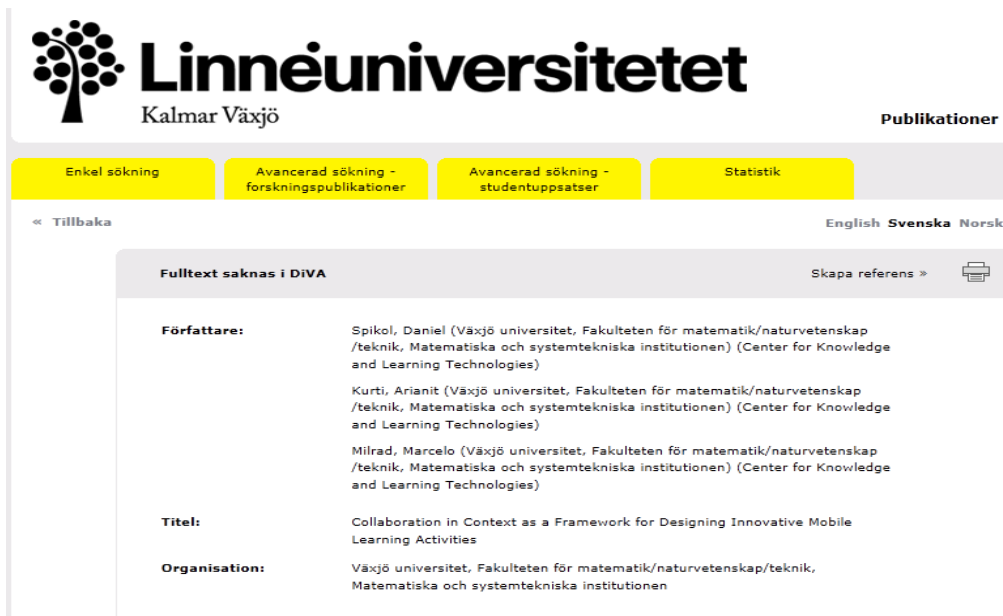 Linnéuniversitetet
Kalmar Växjö
Publikationer
Enkel sökning
Avancerad sökning -
forskningspublikationer
Avancerad sökning -
studentuppsatser
Statistik
« Tillbaka
English Svenska Norsk
Fulltext saknas i DiVA
Skapa referens »
Författare:
Spikol, Daniel (Växjö universitet, Fakulteten för matematik/naturvetenskap
/teknik, Matematiska och systemtekniska institutionen) (Center for Knowledge
and Learning Technologies)
Kurti, Arianit (Växjö universitet, Fakulteten för matematik/naturvetenskap
/teknik, Matematiska och systemtekniska institutionen) (Center for Knowledge
and Learning Technologies)
Milrad, Marcelo (Växjö universitet, Fakulteten för matematik/naturvetenskap
/teknik, Matematiska och systemtekniska institutionen) (Center for Knowledge
and Learning Technologies)
Titel:
Collaboration in Context as a Framework for Designing Innovative Mobile
Learning Activities
Organisation:
Växjö universitet, Fakulteten för matematik/naturvetenskap/teknik,
Matematiska och systemtekniska institutionen